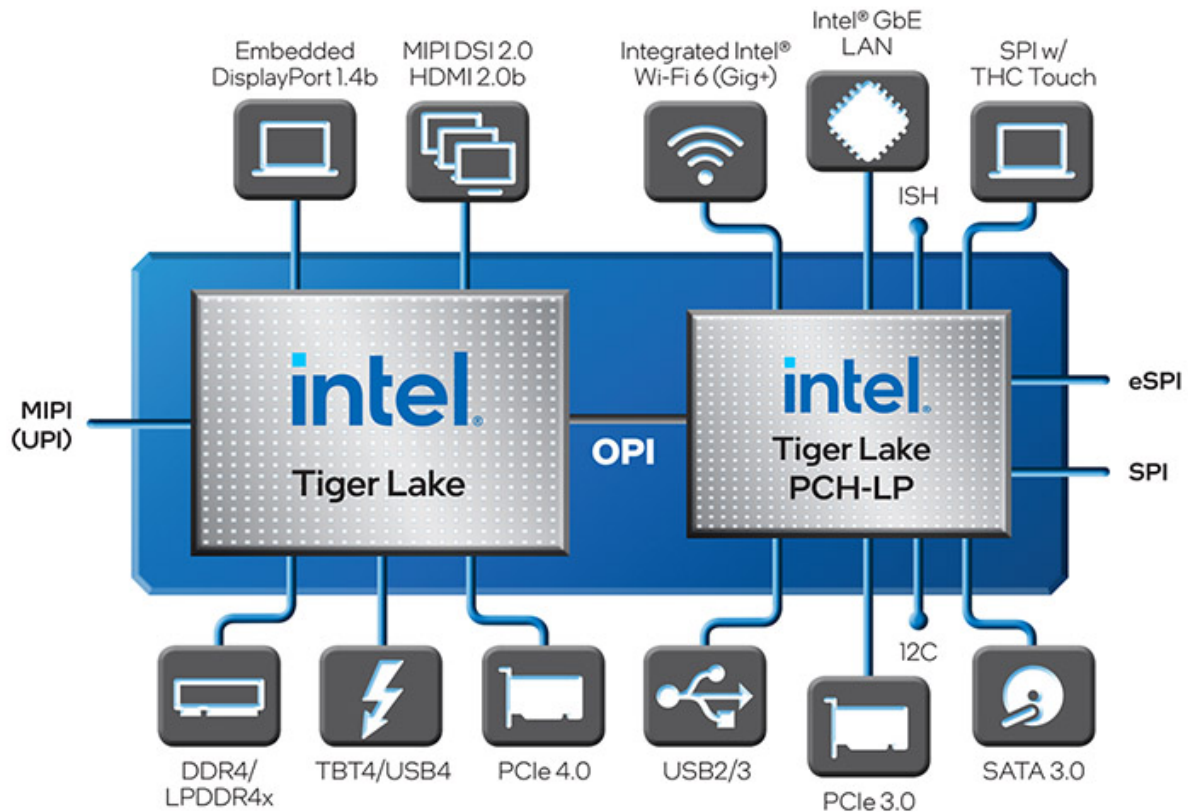 Embedded
DisplayPort 1.4b
MIPI DSI 2.0
HDMI 2.0b
Integrated Intel®
Wi-Fi 6 (Gig+)
Intel® GbE
LAN
SPI w/
THC Touch
ISH
intel®
Tiger Lake
MIPI
(UPI)
OPI
intel®
Tiger Lake
PCH-LP
eSPI
SPI
12C
DDR4/
LPDDR4x
TBT4/USB4
PCIe 4.0
USB2/3
PCIe 3.0
SATA 3.0